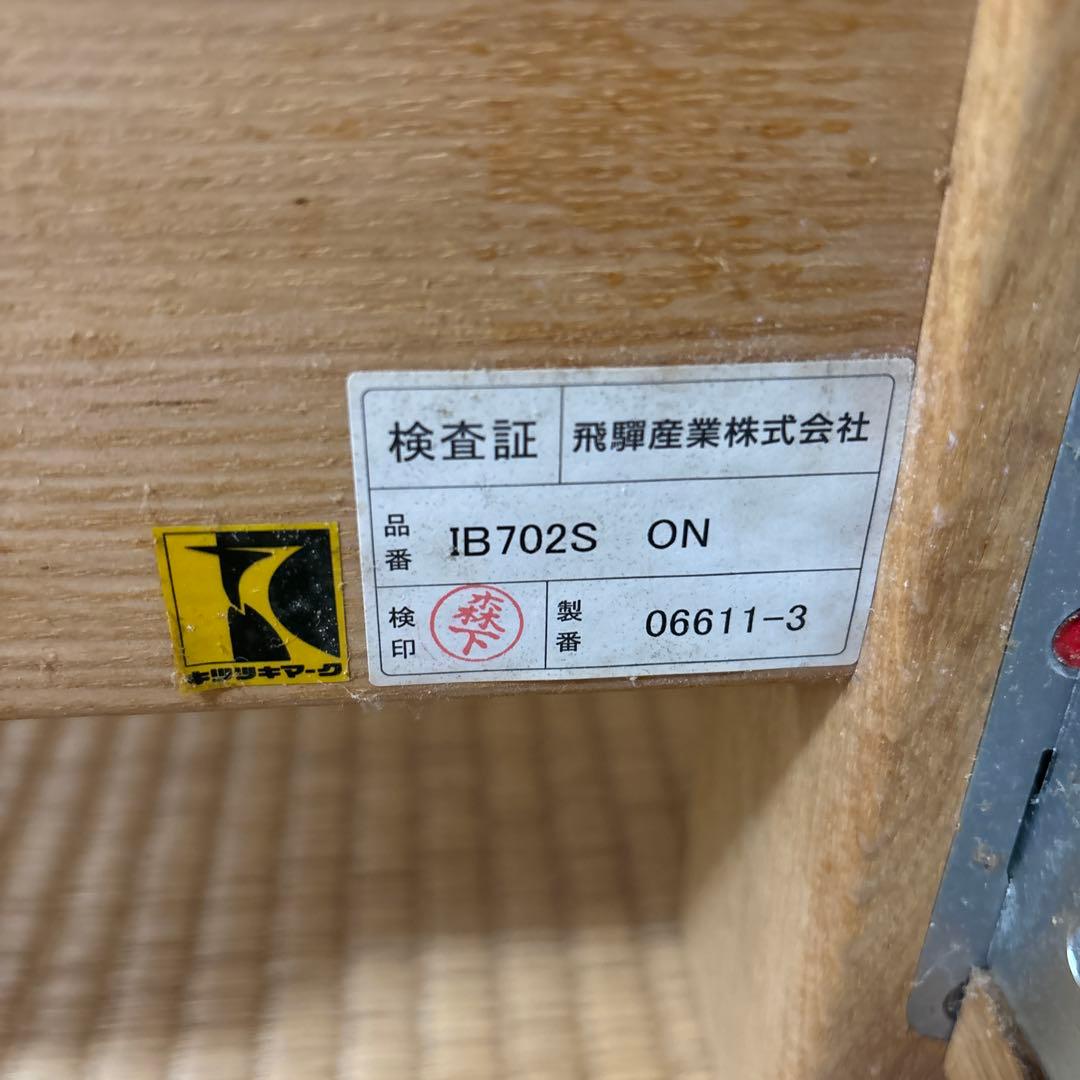 検査証 飛驒産業株式会社
品番 IB702S ON
検印 森下 製番 06611-3
キツツキマーク